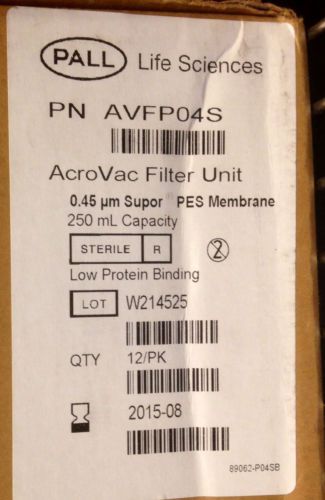 PALL Life Sciences
PN AVFP04S
AcroVac Filter Unit
0.45 µm Supor PES Membrane
250 mL Capacity
STERILE R 2
Low Protein Binding
LOT W214525
QTY 12/PK
2015-08
89062-P04SB